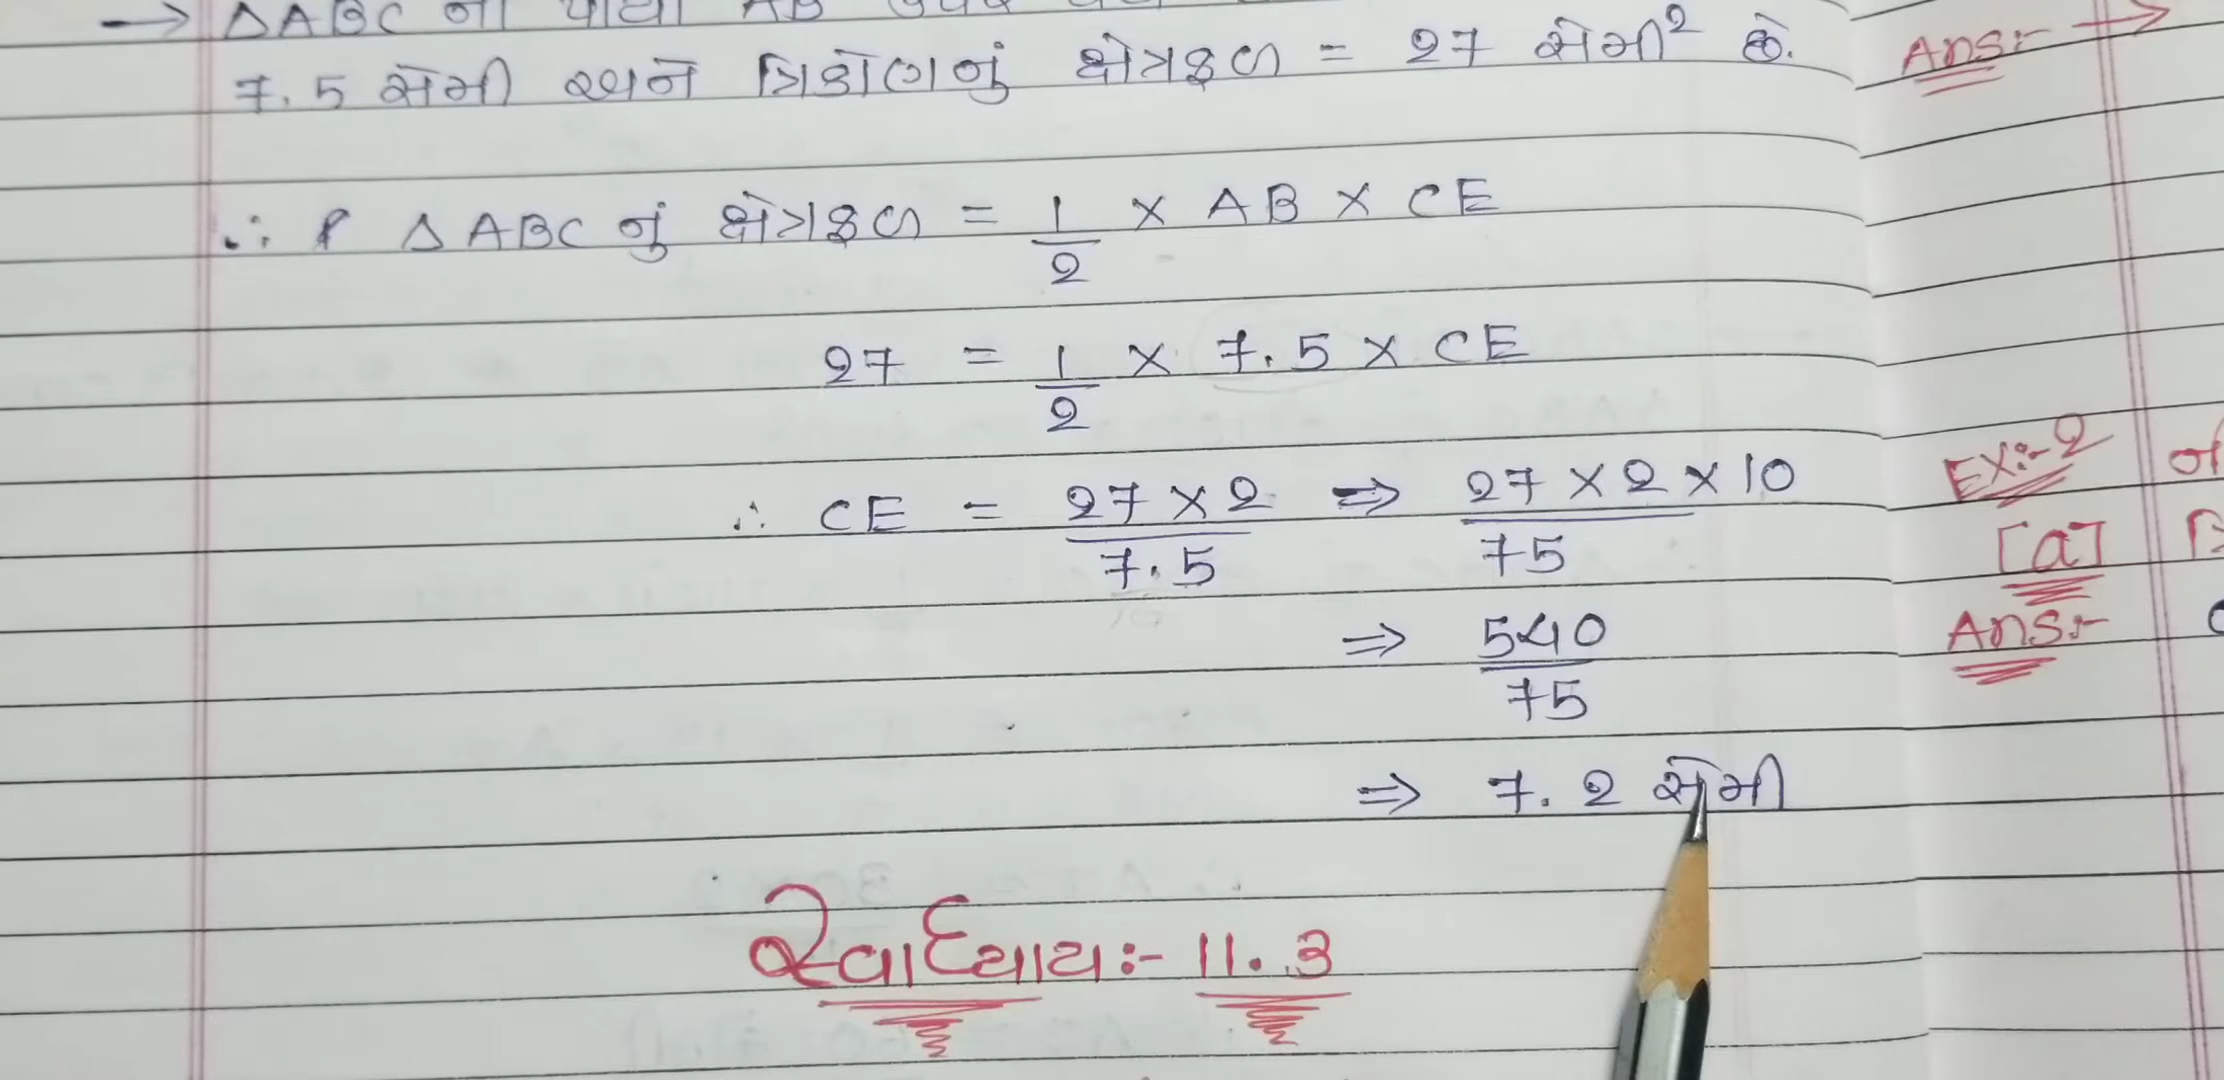 → △ABC ના પાયા AB
7.5 સેમી અને ત્રિકોણનું ક્ષેત્રફળ = 27 સેમી² છે.
∴ △ABC નું ક્ષેત્રફળ = 1/2 × AB × CE
27 = 1/2 × 7.5 × CE
∴ CE = 27 × 2 / 7.5 ⇒ 27 × 2 × 10 / 75
⇒ 540 / 75
⇒ 7.2 સેમી
સ્વાધ્યાય:- 11.3
Ans:- →
Ex:-2
[a]
Ans:-